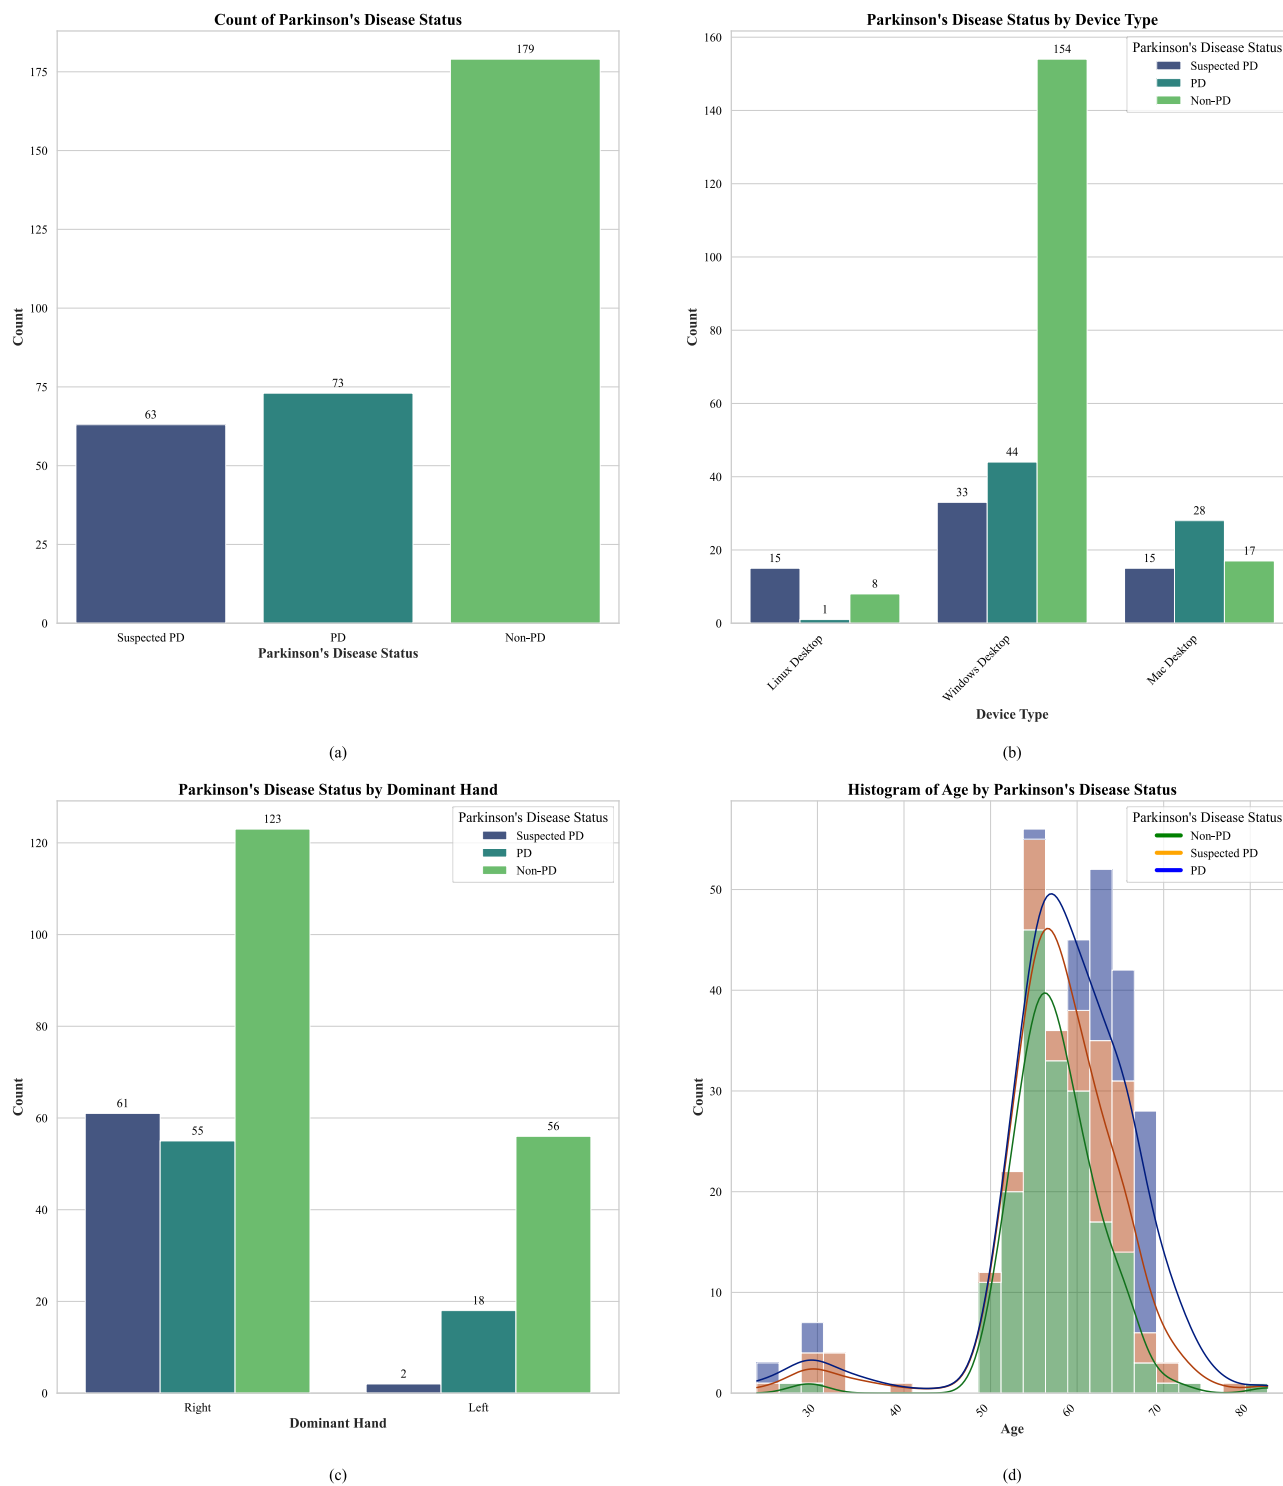 Count of Parkinson's Disease Status
179
175
150
125
100
75
50
25
0
73
63
Count
Suspected PD
PD
Non-PD
Parkinson's Disease Status
(a)
Parkinson's Disease Status by Device Type
160
140
120
100
80
60
40
20
0
Count
Parkinson's Disease Status
Suspected PD
PD
Non-PD
15
1
8
33
44
154
15
28
17
Linux Desktop
Windows Desktop
Mac Desktop
Device Type
(b)
Parkinson's Disease Status by Dominant Hand
120
100
80
60
40
20
0
Count
Parkinson's Disease Status
Suspected PD
PD
Non-PD
61
55
123
2
18
56
Right
Left
Dominant Hand
(c)
Histogram of Age by Parkinson's Disease Status
50
40
30
20
10
0
Count
Parkinson's Disease Status
Non-PD
Suspected PD
PD
30
40
50
60
70
80
Age
(d)